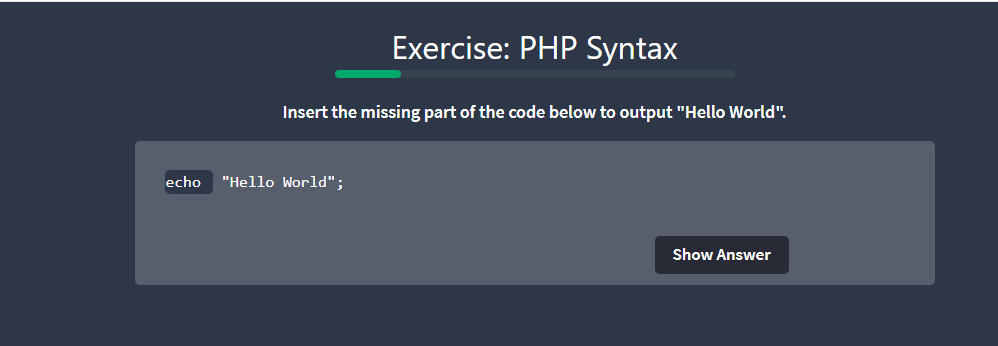 Exercise: PHP Syntax
Insert the missing part of the code below to output "Hello World".
echo "Hello World";
Show Answer